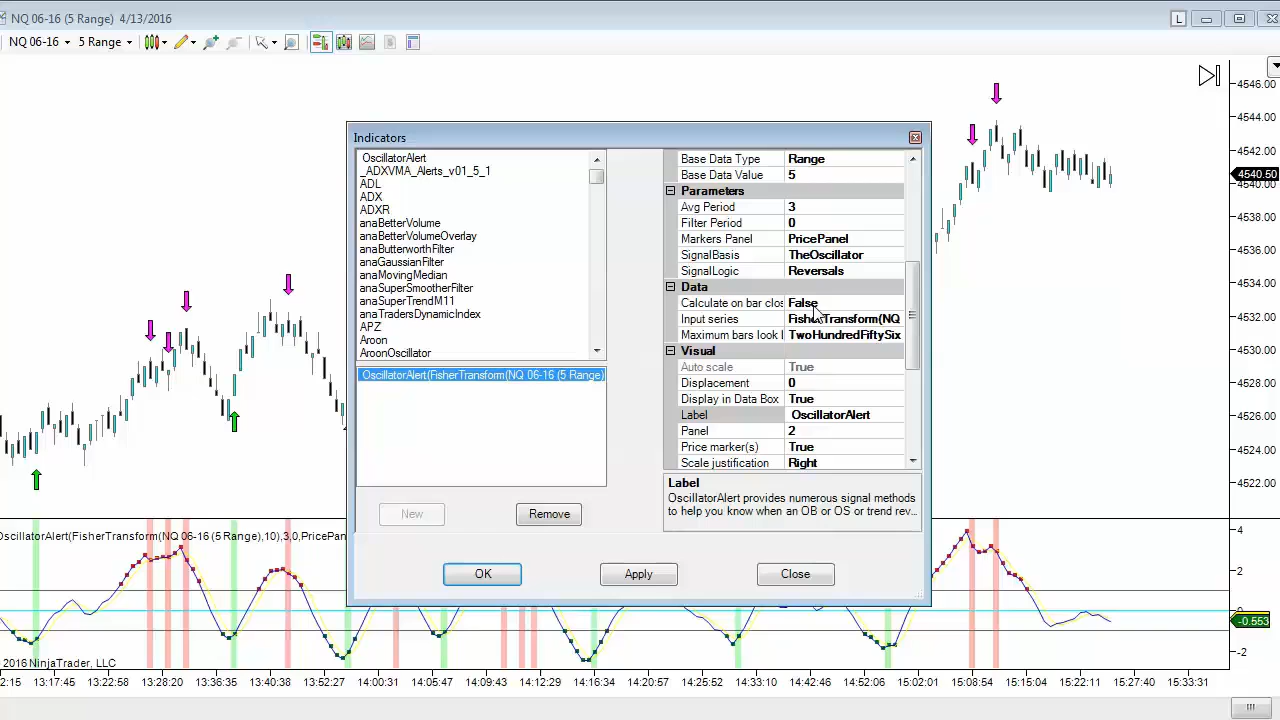 NQ 06-16 (5 Range) 4/13/2016
L
NQ 06-16 5 Range
Indicators
OscillatorAlert
_ADXVMA_Alerts_v01_5_1
ADL
ADX
ADXR
anaBetterVolume
anaBetterVolumeOverlay
anaButterworthFilter
anaGaussianFilter
anaMovingMedian
anaSuperSmootherFilter
anaSuperTrendM11
anaTradersDynamicIndex
APZ
Aroon
AroonOscillator
OscillatorAlert(FisherTransform(NQ 06-16 (5 Range)
New
Remove
Base Data Type Range
Base Data Value 5
Parameters
Avg Period 3
Filter Period 0
Markers Panel PricePanel
SignalBasis TheOscillator
SignalLogic Reversals
Data
Calculate on bar clos False
Input series FisherTransform(NQ
Maximum bars look l TwoHundredFiftySix
Visual
Auto scale True
Displacement 0
Display in Data Box True
Label OscillatorAlert
Panel 2
Price marker(s) True
Scale justification Right
Label
OscillatorAlert provides numerous signal methods
to help you know when an OB or OS or trend rev...
OK
Apply
Close
4546.00
4544.00
4542.00
4540.50
4540.00
4538.00
4536.00
4534.00
4532.00
4530.00
4528.00
4526.00
4524.00
4522.00
OscillatorAlert(FisherTransform(NQ 06-16 (5 Range),10),3,0,PricePan
4
2
0
-0.553
-2
2016 NinjaTrader, LLC
2:15 13:17:45 13:22:58 13:28:20 13:36:35 13:43:38 13:52:27 14:00:31 14:05:47 14:09:43 14:12:29 14:16:34 14:20:57 14:25:52 14:33:10 14:42:46 14:52:06 15:02:01 15:08:54 15:15:04 15:22:11 15:27:40 15:33:31